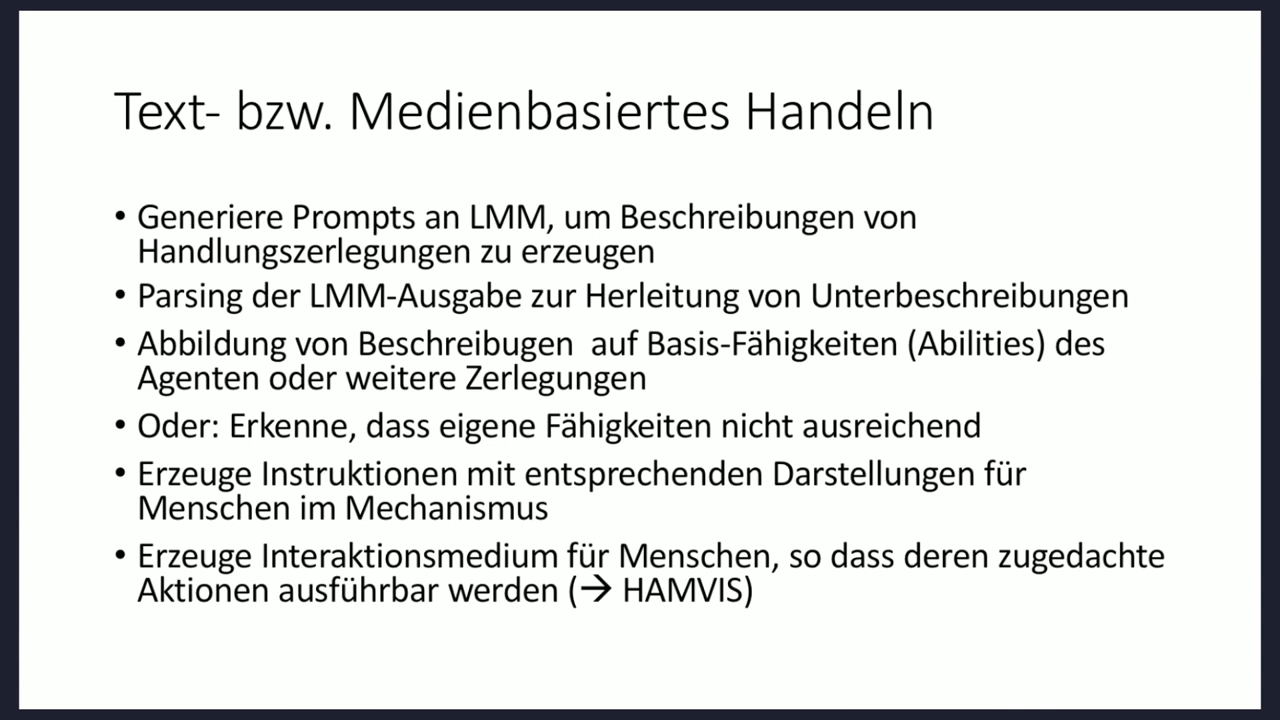 Text- bzw. Medienbasiertes Handeln
• Generiere Prompts an LMM, um Beschreibungen von
Handlungszerlegungen zu erzeugen
• Parsing der LMM-Ausgabe zur Herleitung von Unterbeschreibungen
• Abbildung von Beschreibugen  auf Basis-Fähigkeiten (Abilities) des
Agenten oder weitere Zerlegungen
• Oder: Erkenne, dass eigene Fähigkeiten nicht ausreichend
• Erzeuge Instruktionen mit entsprechenden Darstellungen für
Menschen im Mechanismus
• Erzeuge Interaktionsmedium für Menschen, so dass deren zugedachte
Aktionen ausführbar werden (→ HAMVIS)